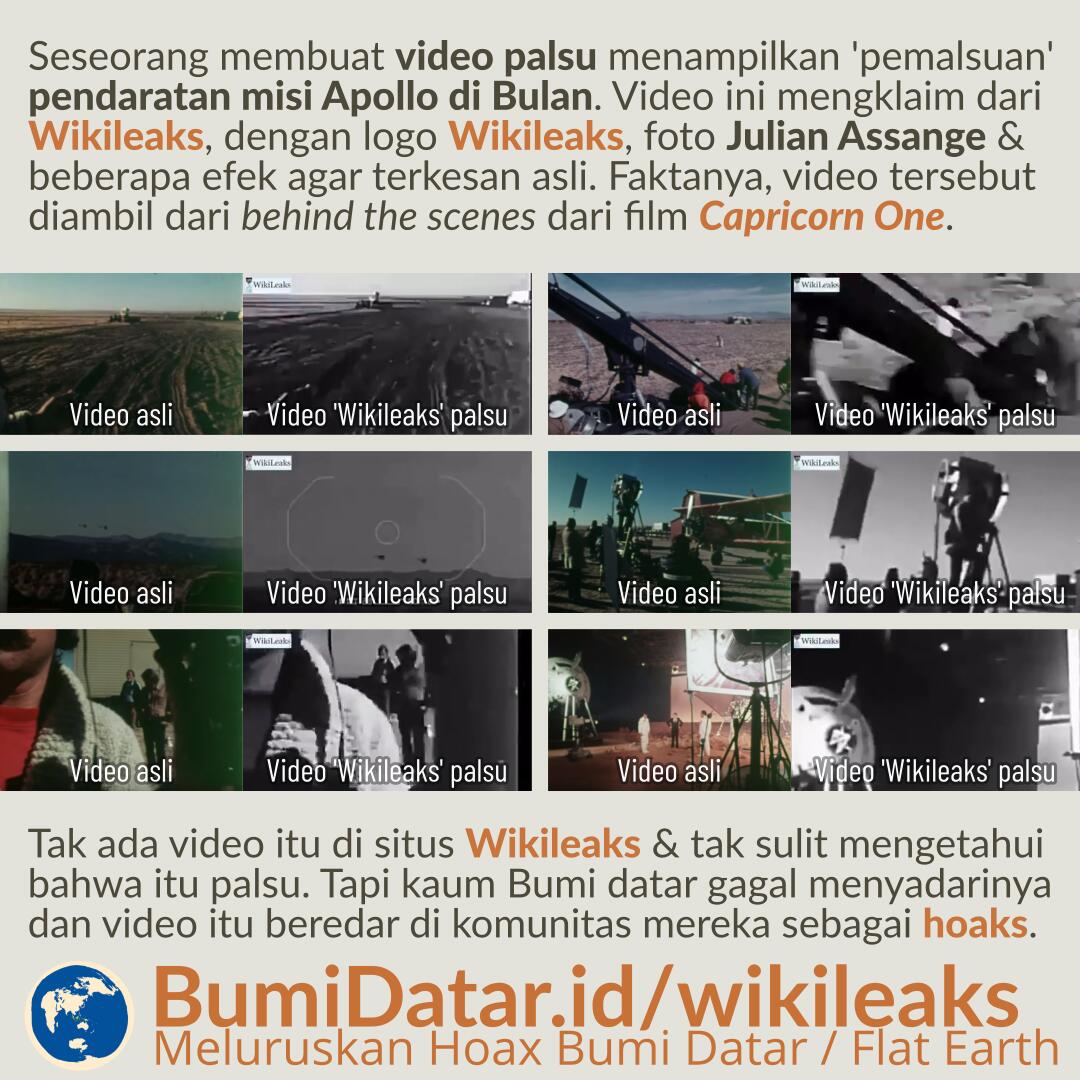 Seseorang membuat video palsu menampilkan 'pemalsuan'
pendaratan misi Apollo di Bulan. Video ini mengklaim dari
Wikileaks, dengan logo Wikileaks, foto Julian Assange &
beberapa efek agar terkesan asli. Faktanya, video tersebut
diambil dari behind the scenes dari film Capricorn One.
WikiLeaks
WikiLeaks
Video asli
Video 'Wikileaks' palsu
Video asli
Video 'Wikileaks' palsu
WikiLeaks
WikiLeaks
Video asli
Video 'Wikileaks' palsu
Video asli
Video 'Wikileaks' palsu
WikiLeaks
WikiLeaks
Video asli
Video 'Wikileaks' palsu
Video asli
Video 'Wikileaks' palsu
Tak ada video itu di situs Wikileaks & tak sulit mengetahui
bahwa itu palsu. Tapi kaum Bumi datar gagal menyadarinya
dan video itu beredar di komunitas mereka sebagai hoaks.
BumiDatar.id/wikileaks
Meluruskan Hoax Bumi Datar / Flat Earth